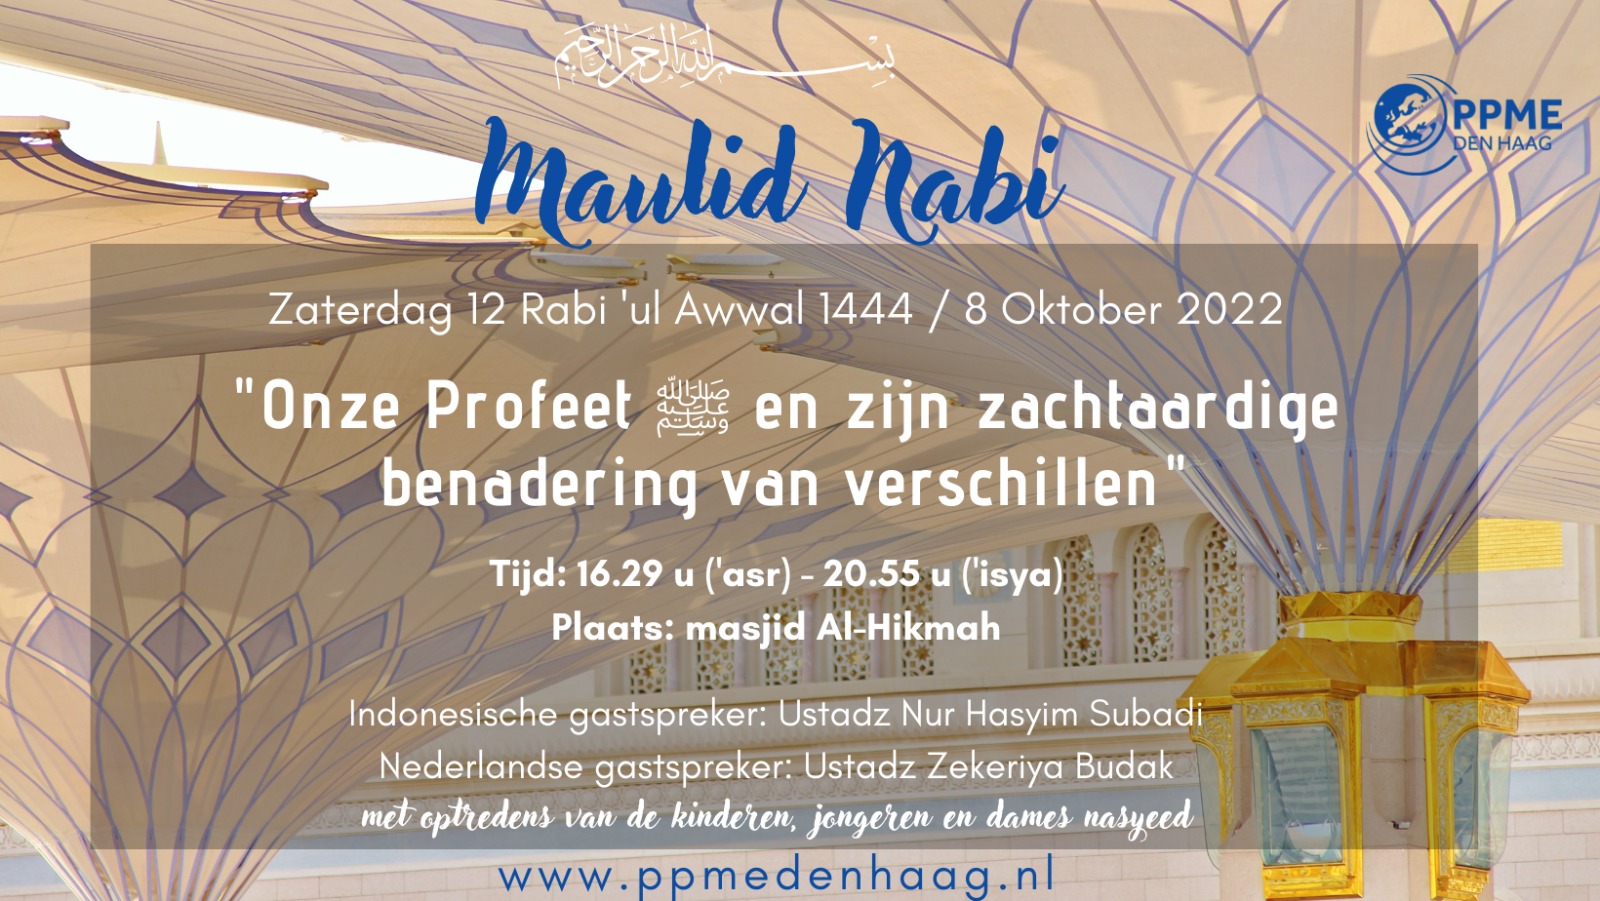 بسم الله الرحمن الرحيم
PPME
DEN HAAG
Maulid Nabi
Zaterdag 12 Rabi 'ul Awwal 1444 / 8 Oktober 2022
"Onze Profeet ﷺ en zijn zachtaardige
benadering van verschillen"
Tijd: 16.29 u ('asr) - 20.55 u ('isya)
Plaats: masjid Al-Hikmah
Indonesische gastspreker: Ustadz Nur Hasyim Subadi
Nederlandse gastspreker: Ustadz Zekeriya Budak
met optredens van de kinderen, jongeren en dames nasyeed
www.ppmedenhaag.nl